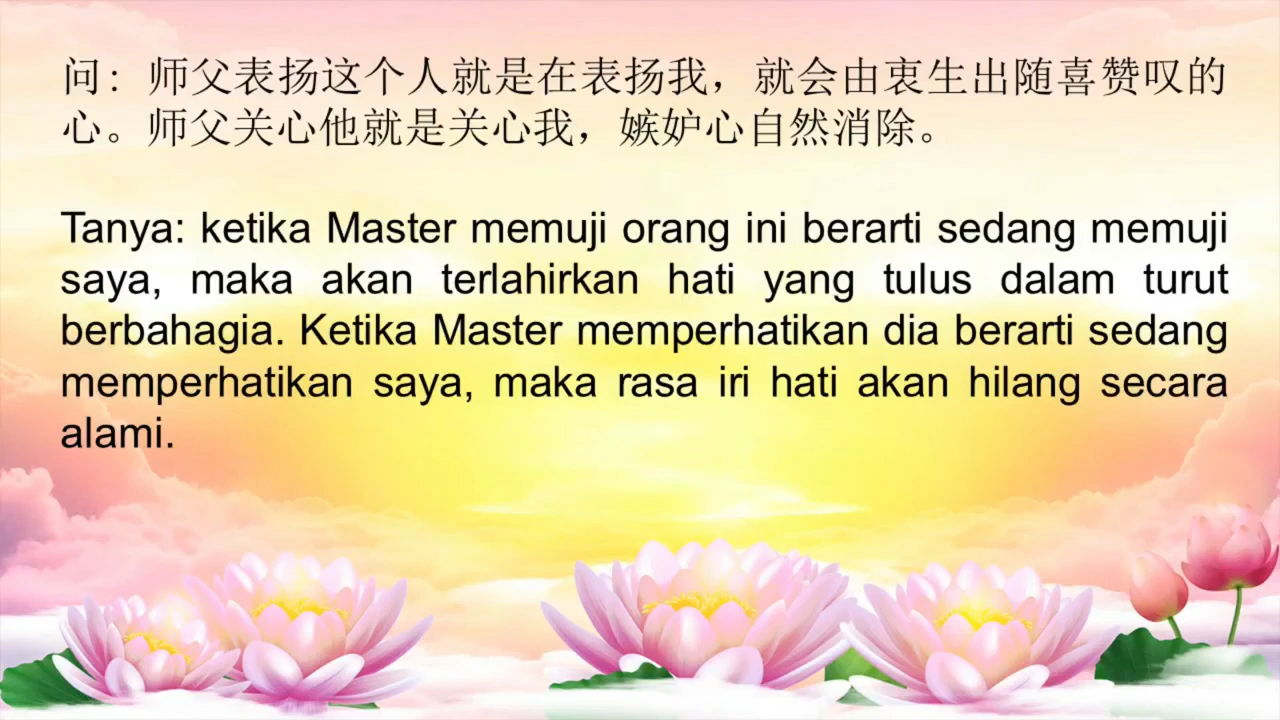 问：师父表扬这个人就是在表扬我，就会由衷生出随喜赞叹的
心。师父关心他就是关心我，嫉妒心自然消除。
Tanya: ketika Master memuji orang ini berarti sedang memuji
saya, maka akan terlahirkan hati yang tulus dalam turut
berbahagia. Ketika Master memperhatikan dia berarti sedang
memperhatikan saya, maka rasa iri hati akan hilang secara
alami.